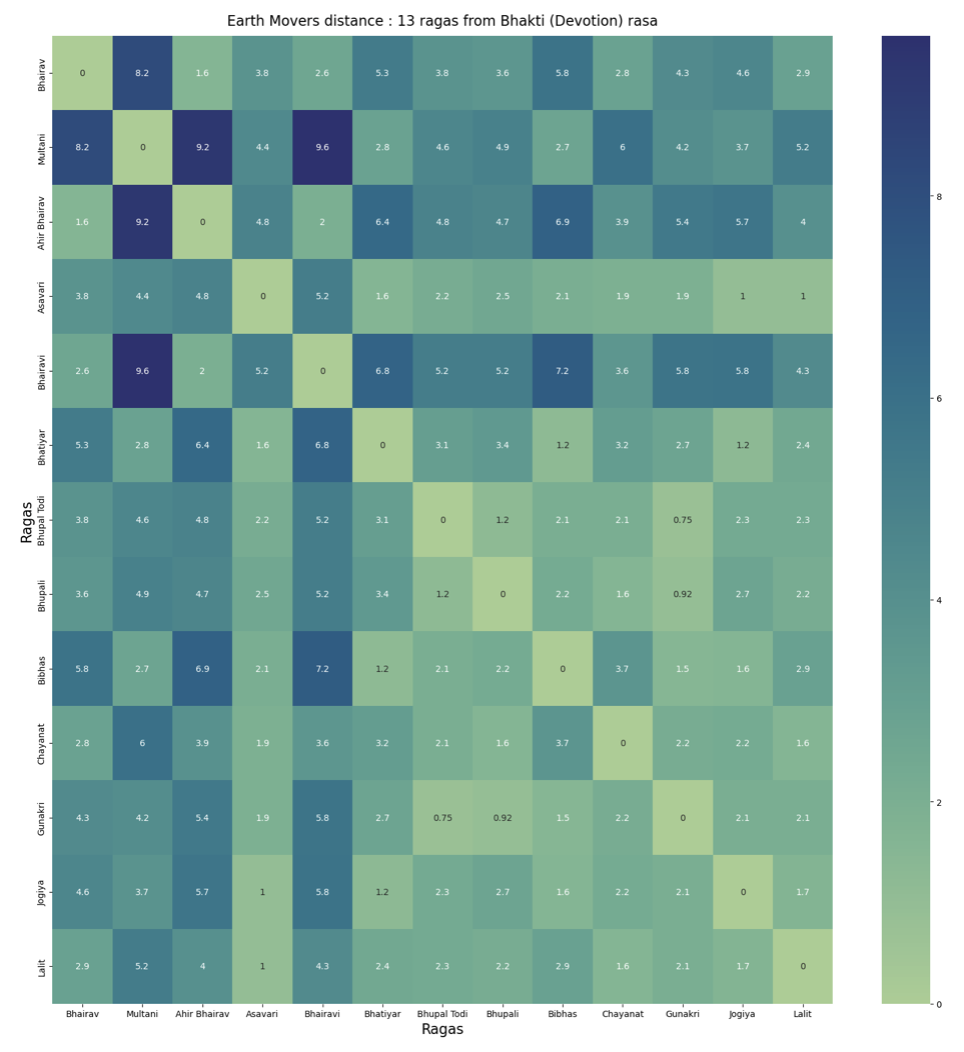 Earth Movers distance : 13 ragas from Bhakti (Devotion) rasa
Bhairav 0 8.2 1.6 3.8 2.6 5.3 3.8 3.6 5.8 2.8 4.3 4.6 2.9
Multani 8.2 0 9.2 4.4 9.6 2.8 4.6 4.9 2.7 6 4.2 3.7 5.2
8
Ahir Bhairav 1.6 9.2 0 4.8 2 6.4 4.8 4.7 6.9 3.9 5.4 5.7 4
Asavari 3.8 4.4 4.8 0 5.2 1.6 2.2 2.5 2.1 1.9 1.9 1 1
Bhairavi 2.6 9.6 2 5.2 0 6.8 5.2 5.2 7.2 3.6 5.8 5.8 4.3
6
Bhatiyar 5.3 2.8 6.4 1.6 6.8 0 3.1 3.4 1.2 3.2 2.7 1.2 2.4
Ragas
Bhupal Todi 3.8 4.6 4.8 2.2 5.2 3.1 0 1.2 2.1 2.1 0.75 2.3 2.3
Bhupali 3.6 4.9 4.7 2.5 5.2 3.4 1.2 0 2.2 1.6 0.92 2.7 2.2
4
Bibhas 5.8 2.7 6.9 2.1 7.2 1.2 2.1 2.2 0 3.7 1.5 1.6 2.9
Chayanat 2.8 6 3.9 1.9 3.6 3.2 2.1 1.6 3.7 0 2.2 2.2 1.6
2
Gunakri 4.3 4.2 5.4 1.9 5.8 2.7 0.75 0.92 1.5 2.2 0 2.1 2.1
Jogiya 4.6 3.7 5.7 1 5.8 1.2 2.3 2.7 1.6 2.2 2.1 0 1.7
Lalit 2.9 5.2 4 1 4.3 2.4 2.3 2.2 2.9 1.6 2.1 1.7 0
0
Bhairav Multani Ahir Bhairav Asavari Bhairavi Bhatiyar Bhupal Todi Bhupali Bibhas Chayanat Gunakri Jogiya Lalit
Ragas